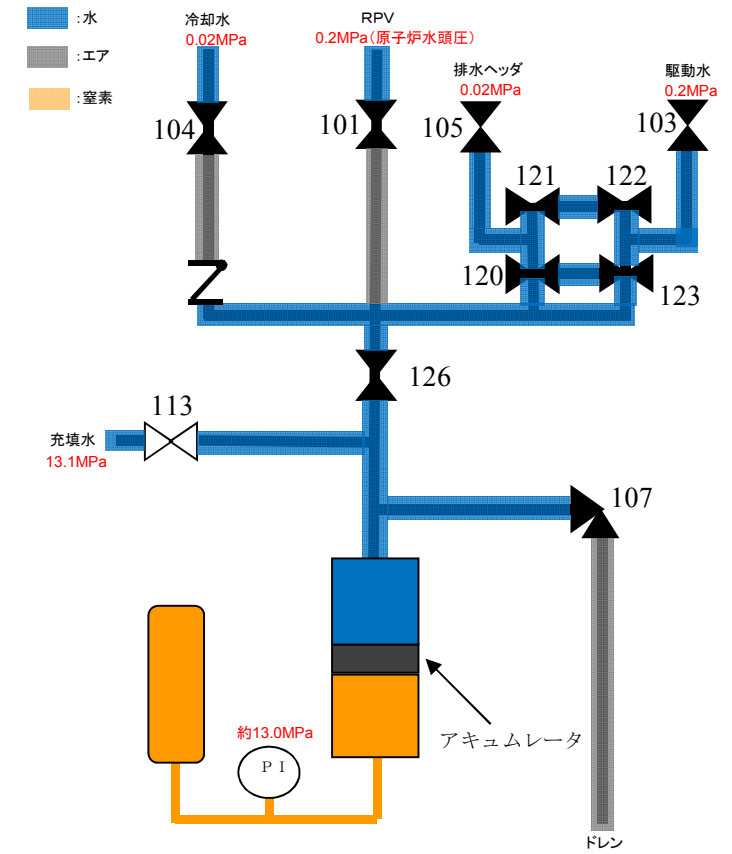 :水
:エア
:窒素
冷却水
0.02MPa
RPV
0.2MPa(原子炉水頭圧)
排水ヘッダ
0.02MPa
駆動水
0.2MPa
104
101
105
103
121
122
120
123
126
113
充填水
13.1MPa
107
約13.0MPa
PI
アキュムレータ
ドレン